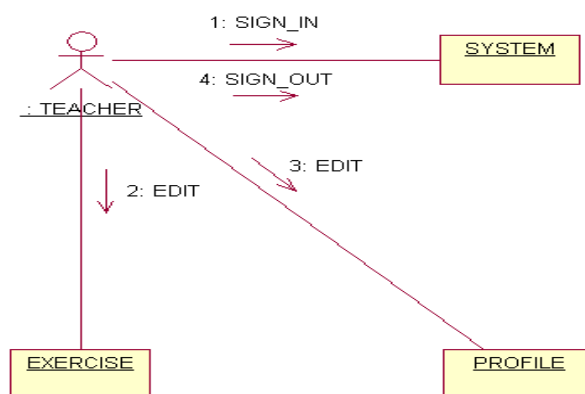 1: SIGN_IN
SYSTEM
4: SIGN_OUT
: TEACHER
3: EDIT
2: EDIT
EXERCISE
PROFILE